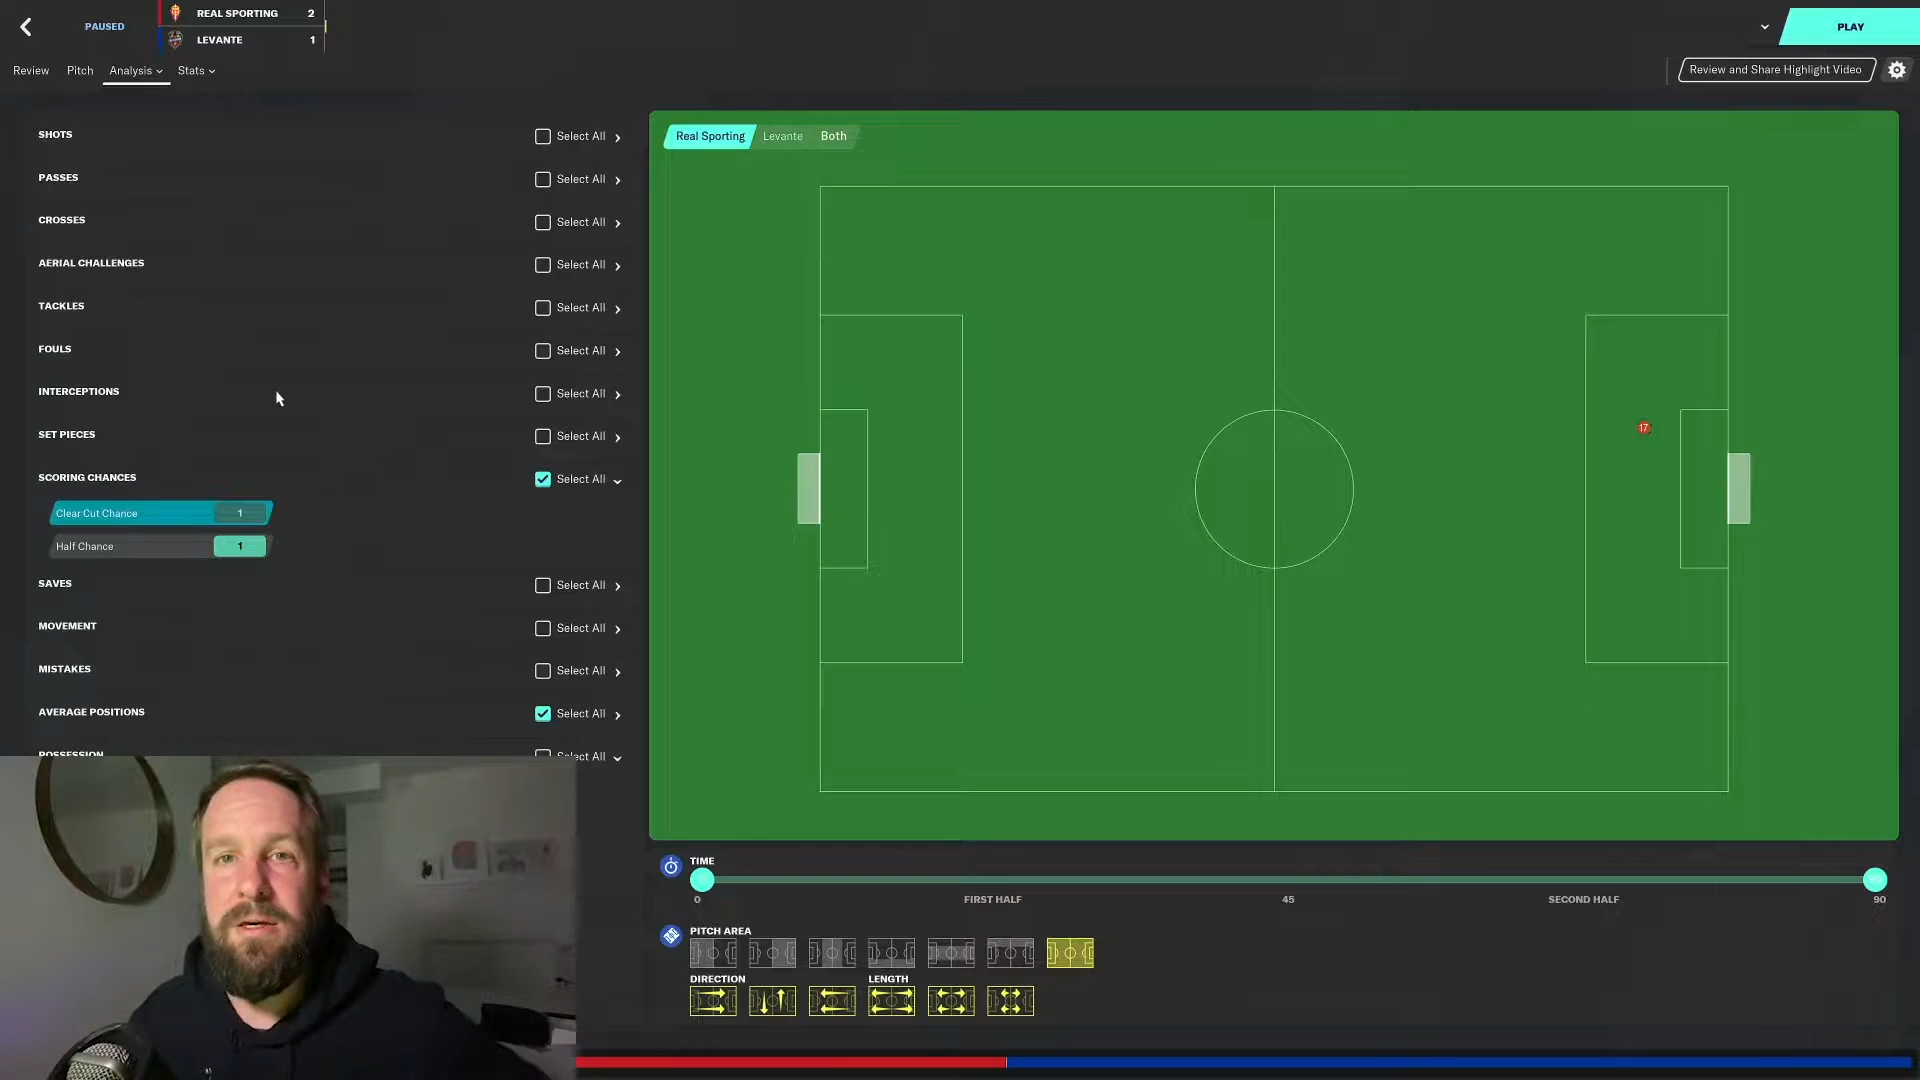 PAUSED
REAL SPORTING 2
LEVANTE 1
PLAY
Review Pitch Analysis Stats
Review and Share Highlight Video
SHOTS Select All
PASSES Select All
CROSSES Select All
AERIAL CHALLENGES Select All
TACKLES Select All
FOULS Select All
INTERCEPTIONS Select All
SET PIECES Select All
SCORING CHANCES Select All
Clear Cut Chance 1
Half Chance 1
SAVES Select All
MOVEMENT Select All
MISTAKES Select All
AVERAGE POSITIONS Select All
POSSESSION Select All
Real Sporting Levante Both
17
TIME
0 FIRST HALF 45 SECOND HALF 90
PITCH AREA
DIRECTION LENGTH